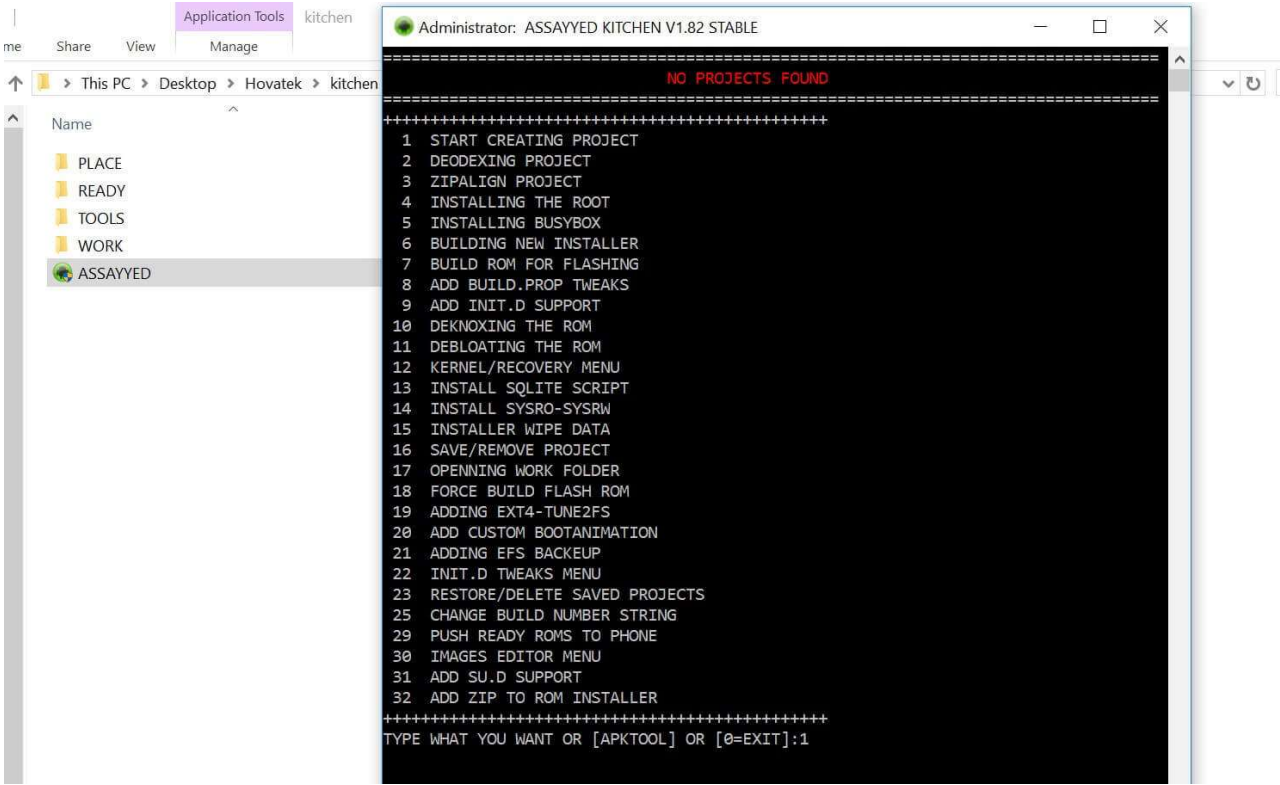 Application Tools kitchen
me Share View Manage
This PC > Desktop > Hovatek > kitchen
Name
PLACE
READY
TOOLS
WORK
ASSAYYED
Administrator: ASSAYYED KITCHEN V1.82 STABLE
================================================================================
NO PROJECTS FOUND
================================================================================
++++++++++++++++++++++++++++++++++++++++++++++
1 START CREATING PROJECT
2 DEODEXING PROJECT
3 ZIPALIGN PROJECT
4 INSTALLING THE ROOT
5 INSTALLING BUSYBOX
6 BUILDING NEW INSTALLER
7 BUILD ROM FOR FLASHING
8 ADD BUILD.PROP TWEAKS
9 ADD INIT.D SUPPORT
10 DEKNOXING THE ROM
11 DEBLOATING THE ROM
12 KERNEL/RECOVERY MENU
13 INSTALL SQLITE SCRIPT
14 INSTALL SYSRO-SYSRW
15 INSTALLER WIPE DATA
16 SAVE/REMOVE PROJECT
17 OPENNING WORK FOLDER
18 FORCE BUILD FLASH ROM
19 ADDING EXT4-TUNE2FS
20 ADD CUSTOM BOOTANIMATION
21 ADDING EFS BACKEUP
22 INIT.D TWEAKS MENU
23 RESTORE/DELETE SAVED PROJECTS
25 CHANGE BUILD NUMBER STRING
29 PUSH READY ROMS TO PHONE
30 IMAGES EDITOR MENU
31 ADD SU.D SUPPORT
32 ADD ZIP TO ROM INSTALLER
++++++++++++++++++++++++++++++++++++++++++++++
TYPE WHAT YOU WANT OR [APKTOOL] OR [0=EXIT]:1